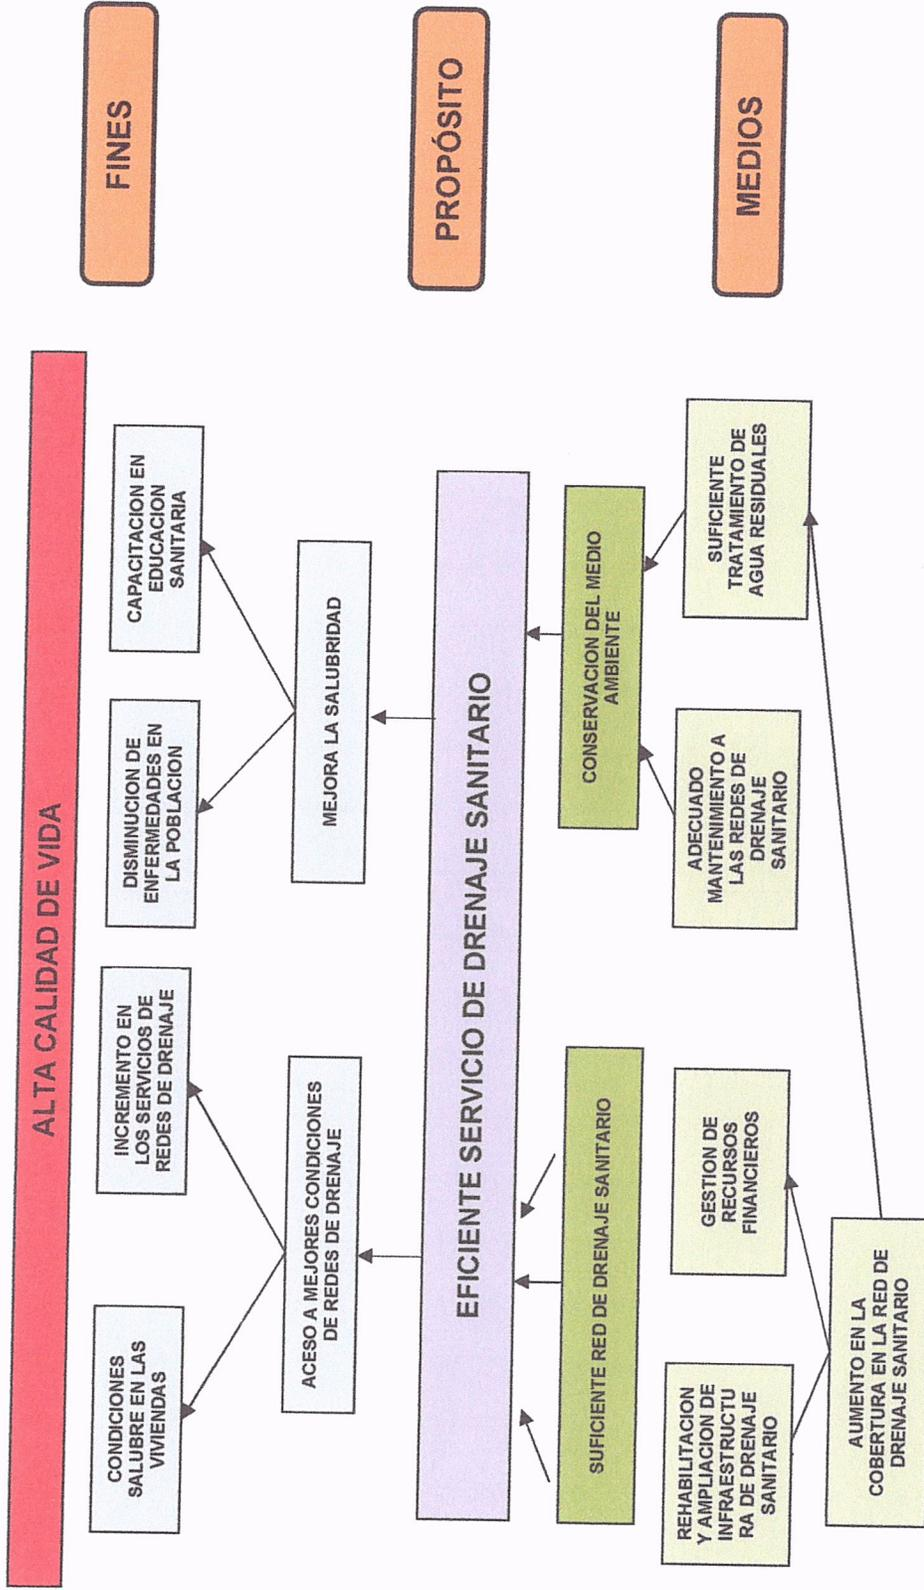 ALTA CALIDAD DE VIDA
FINES
CONDICIONES
SALUBRE EN LAS
VIVIENDAS
INCREMENTO EN
LOS SERVICIOS DE
REDES DE DRENAJE
DISMINUCION DE
ENFERMEDADES EN
LA POBLACION
CAPACITACION EN
EDUCACION
SANITARIA
ACESO A MEJORES CONDICIONES
DE REDES DE DRENAJE
MEJORA LA SALUBRIDAD
EFICIENTE SERVICIO DE DRENAJE SANITARIO
PROPÓSITO
SUFICIENTE RED DE DRENAJE SANITARIO
CONSERVACION DEL MEDIO
AMBIENTE
REHABILITACION
Y AMPLIACION DE
INFRAESTRUCTU
RA DE DRENAJE
SANITARIO
GESTION DE
RECURSOS
FINANCIEROS
ADECUADO
MANTENIMIENTO A
LAS REDES DE
DRENAJE
SANITARIO
SUFICIENTE
TRATAMIENTO DE
AGUA RESIDUALES
MEDIOS
AUMENTO EN LA
COBERTURA EN LA RED DE
DRENAJE SANITARIO